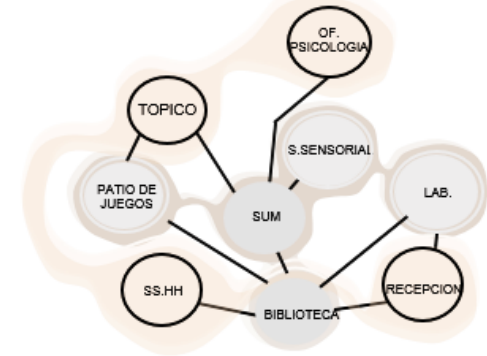 OF.
PSICOLOGIA
TOPICO
S.SENSORIAL
PATIO DE
JUEGOS
LAB.
SUM
SS.HH
RECEPCION
BIBLIOTECA